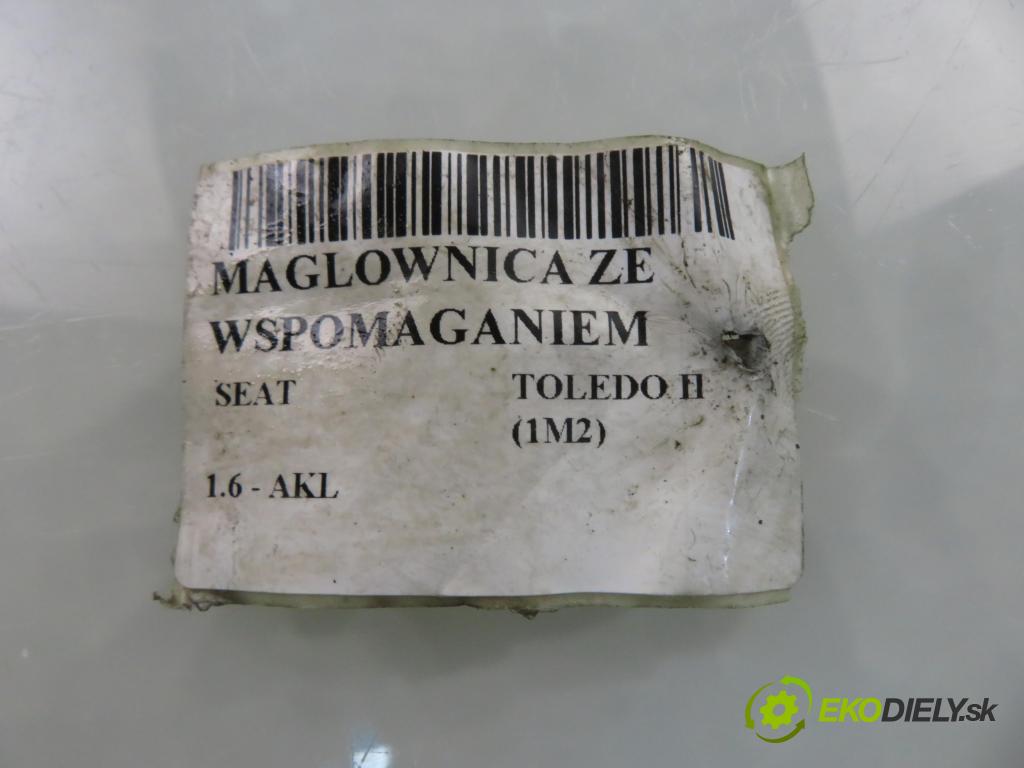 MAGLOWNICA ZE
WSPOMAGANIEM
SEAT TOLEDO II
(1M2)
1.6 - AKL
EKODIELY.sk